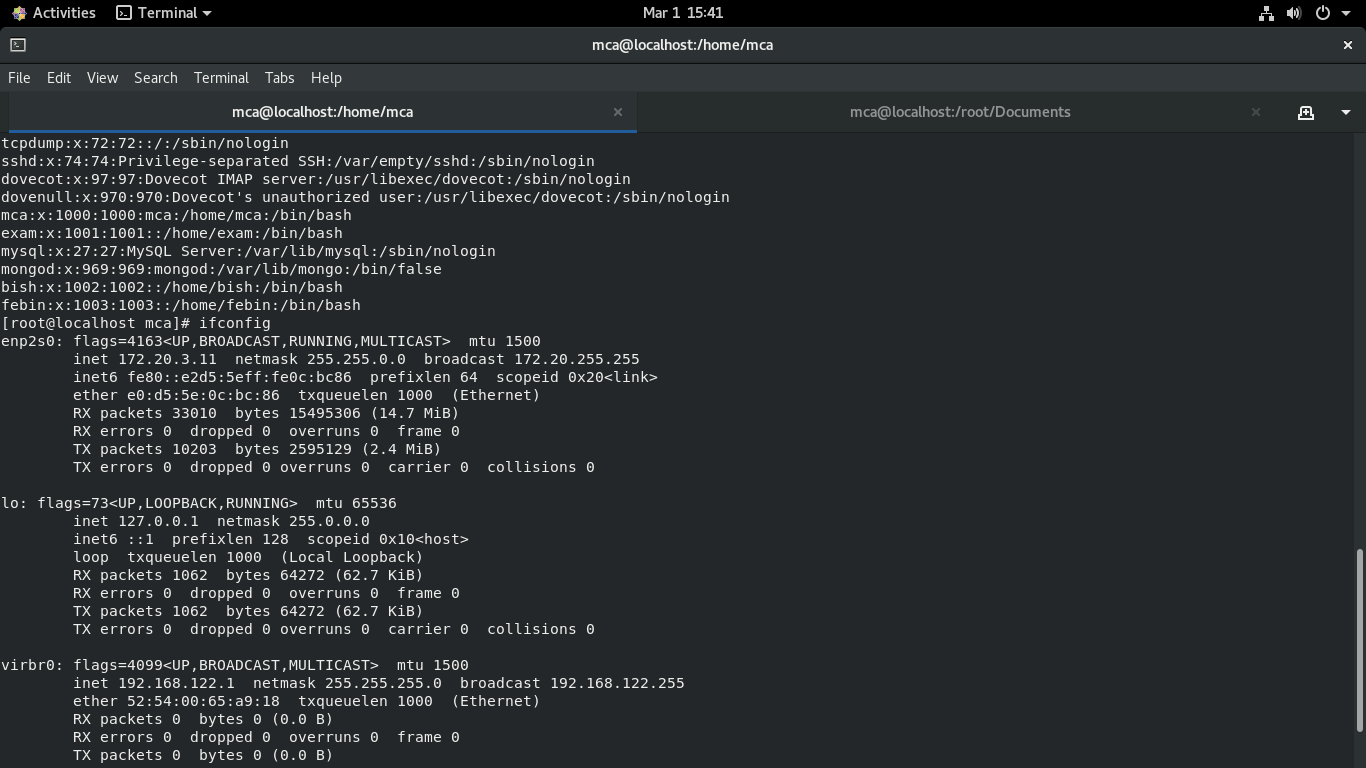 Activities Terminal Mar 1 15:41
mca@localhost:/home/mca
File Edit View Search Terminal Tabs Help
mca@localhost:/home/mca mca@localhost:/root/Documents
tcpdump:x:72:72::/:/sbin/nologin
sshd:x:74:74:Privilege-separated SSH:/var/empty/sshd:/sbin/nologin
dovecot:x:97:97:Dovecot IMAP server:/usr/libexec/dovecot:/sbin/nologin
dovenull:x:970:970:Dovecot's unauthorized user:/usr/libexec/dovecot:/sbin/nologin
mca:x:1000:1000:mca:/home/mca:/bin/bash
exam:x:1001:1001::/home/exam:/bin/bash
mysql:x:27:27:MySQL Server:/var/lib/mysql:/sbin/nologin
mongod:x:969:969:mongod:/var/lib/mongo:/bin/false
bish:x:1002:1002::/home/bish:/bin/bash
febin:x:1003:1003::/home/febin:/bin/bash
[root@localhost mca]# ifconfig
enp2s0: flags=4163<UP,BROADCAST,RUNNING,MULTICAST>  mtu 1500
        inet 172.20.3.11  netmask 255.255.0.0  broadcast 172.20.255.255
        inet6 fe80::e2d5:5eff:fe0c:bc86  prefixlen 64  scopeid 0x20<link>
        ether e0:d5:5e:0c:bc:86  txqueuelen 1000  (Ethernet)
        RX packets 33010  bytes 15495306 (14.7 MiB)
        RX errors 0  dropped 0  overruns 0  frame 0
        TX packets 10203  bytes 2595129 (2.4 MiB)
        TX errors 0  dropped 0 overruns 0  carrier 0  collisions 0
lo: flags=73<UP,LOOPBACK,RUNNING>  mtu 65536
        inet 127.0.0.1  netmask 255.0.0.0
        inet6 ::1  prefixlen 128  scopeid 0x10<host>
        loop  txqueuelen 1000  (Local Loopback)
        RX packets 1062  bytes 64272 (62.7 KiB)
        RX errors 0  dropped 0  overruns 0  frame 0
        TX packets 1062  bytes 64272 (62.7 KiB)
        TX errors 0  dropped 0 overruns 0  carrier 0  collisions 0
virbr0: flags=4099<UP,BROADCAST,MULTICAST>  mtu 1500
        inet 192.168.122.1  netmask 255.255.255.0  broadcast 192.168.122.255
        ether 52:54:00:65:a9:18  txqueuelen 1000  (Ethernet)
        RX packets 0  bytes 0 (0.0 B)
        RX errors 0  dropped 0  overruns 0  frame 0
        TX packets 0  bytes 0 (0.0 B)